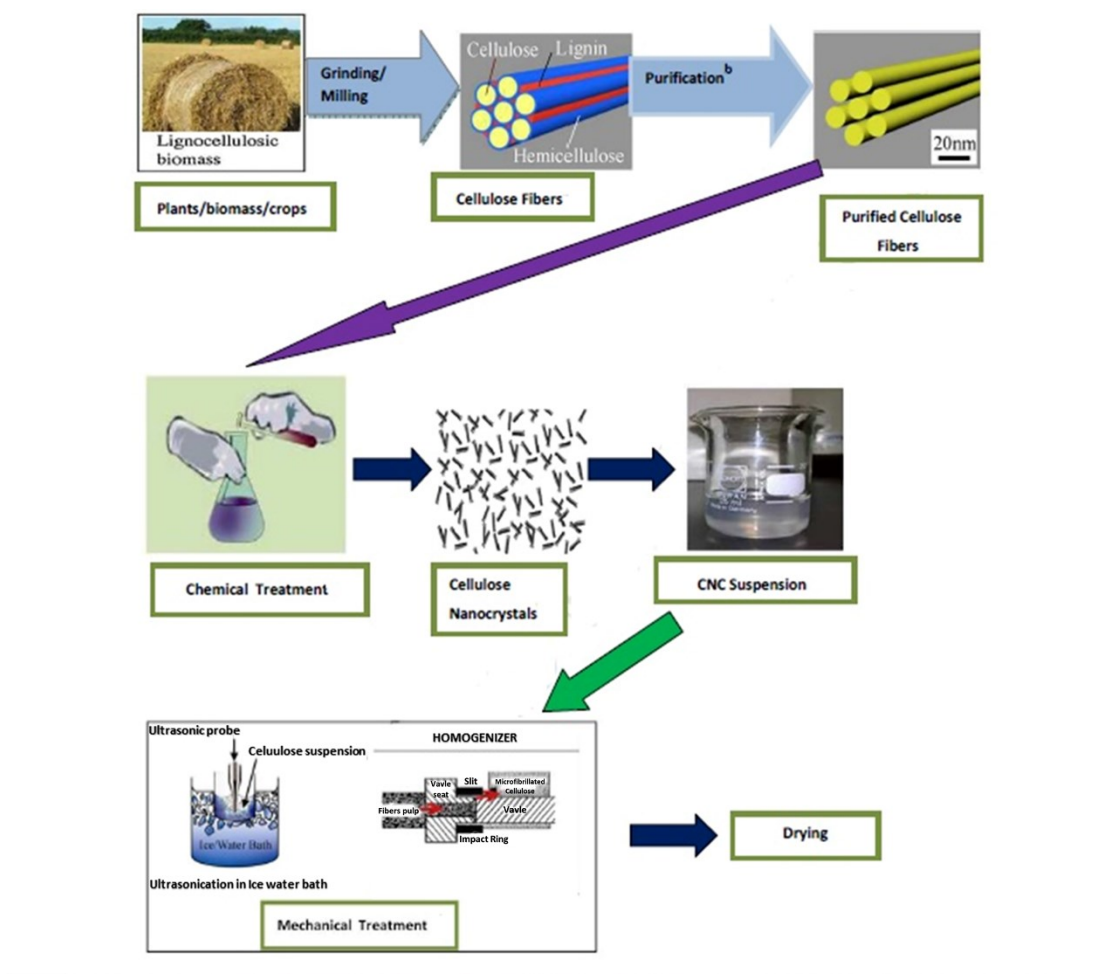 Lignocellulosic
biomass
Plants/biomass/crops
Grinding/
Milling
Cellulose Lignin
Hemicellulose
Cellulose Fibers
Purificationᵇ
20nm
Purified Cellulose
Fibers
Chemical Treatment
Cellulose
Nanocrystals
CNC Suspension
Ultrasonic probe
Celuulose suspension
Ice/Water Bath
Ultrasonication in Ice water bath
HOMOGENIZER
Vavle
seat
Slit
Microfibrillated
Cellulose
Fibers pulp
Vavle
Impact Ring
Mechanical Treatment
Drying